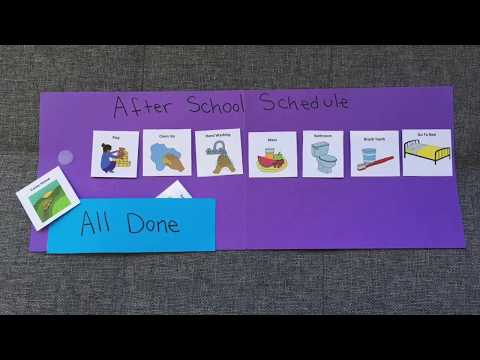 After School Schedule
Play
Clean Up
Hand Washing
Meal
Bathroom
Brush Teeth
Go To Bed
All Done